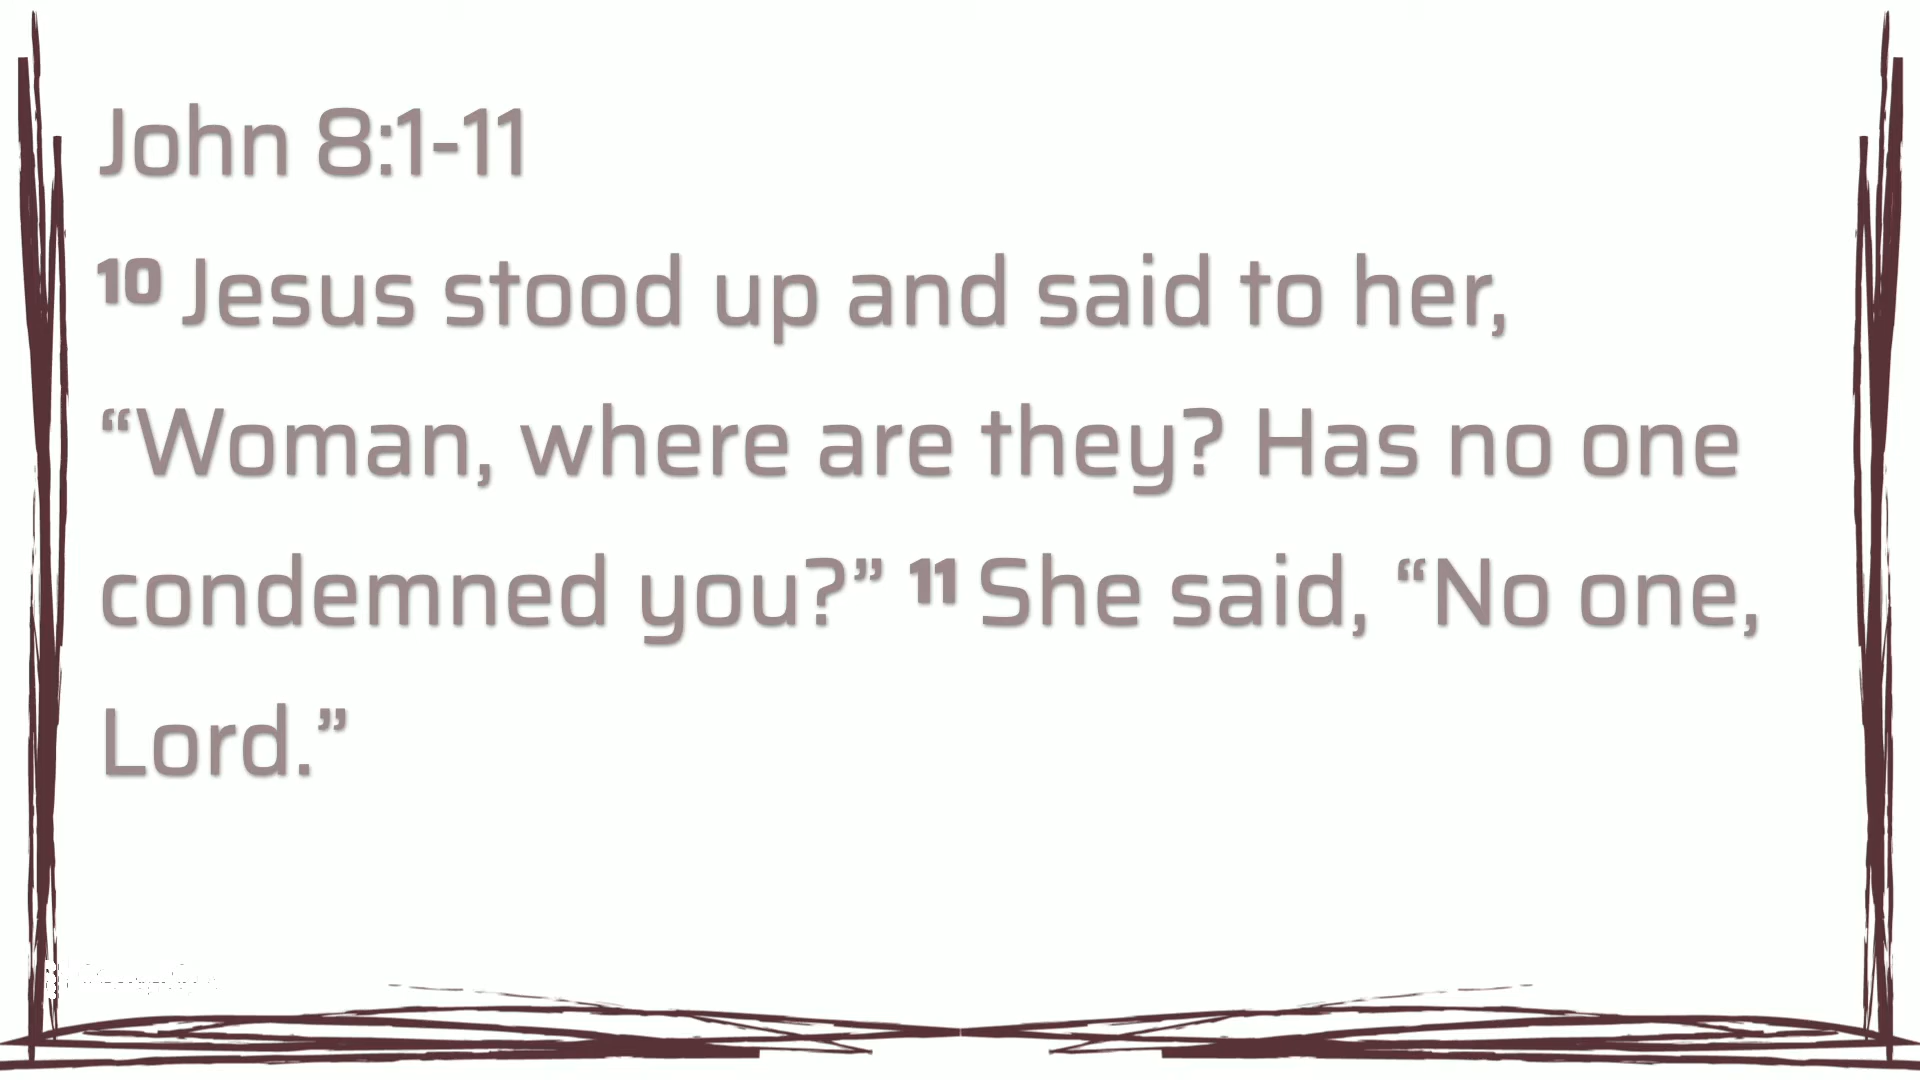 John 8:1-11
10 Jesus stood up and said to her,
“Woman, where are they? Has no one
condemned you?” 11 She said, “No one,
Lord.”